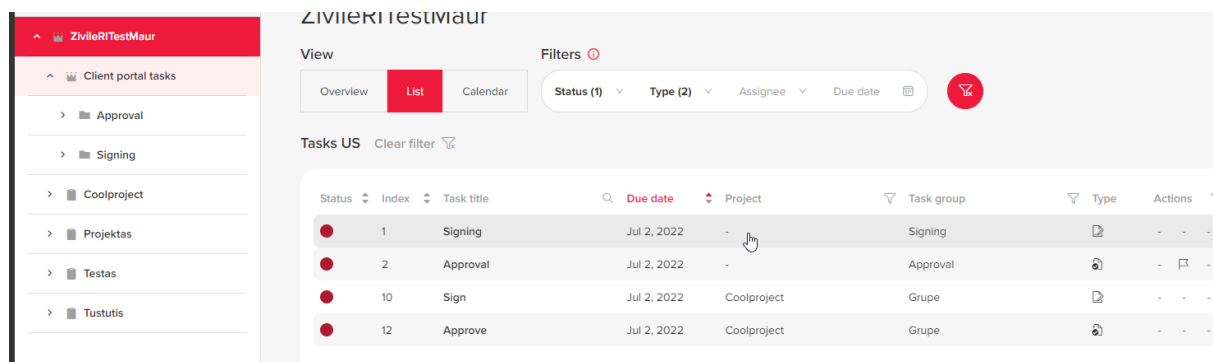 ZivileRITestMaur
ZivileRITestMaur
View
Filters
Client portal tasks
Overview List Calendar
Status (1) Type (2) Assignee Due date
Approval
Tasks US Clear filter
Signing
Coolproject
Status Index Task title Due date Project Task group Type Actions
Projektas
1 Signing Jul 2, 2022 - Signing - - -
Testas
2 Approval Jul 2, 2022 - Approval - -
10 Sign Jul 2, 2022 Coolproject Grupe - - -
Tustutis
12 Approve Jul 2, 2022 Coolproject Grupe - - -